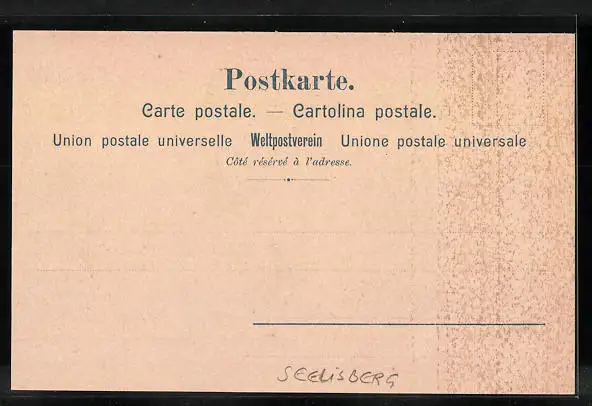 Postkarte.
Carte postale. — Cartolina postale.
Union postale universelle Weltpostverein Unione postale universale
Côté réservé à l'adresse.
SEELISBERG